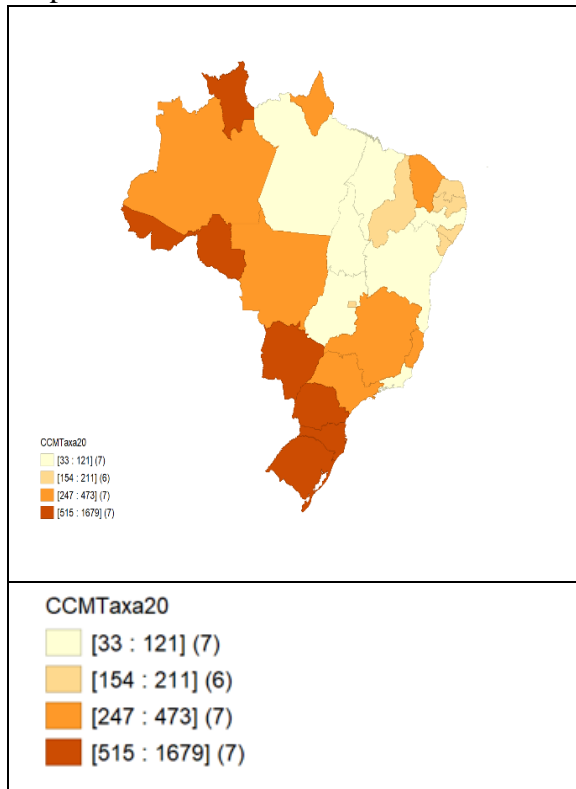 CCMTaxa20
[33 : 121] (7)
[154 : 211] (6)
[247 : 473] (7)
[515 : 1679] (7)
CCMTaxa20
[33 : 121] (7)
[154 : 211] (6)
[247 : 473] (7)
[515 : 1679] (7)